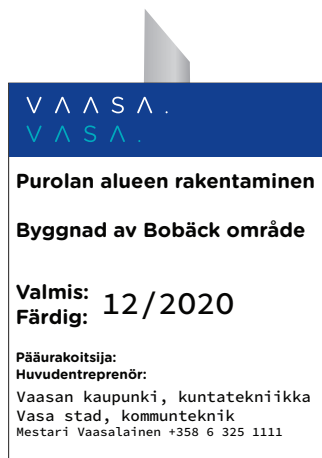 VAASA.
VASA.
Purolan alueen rakentaminen
Byggnad av Bobäck område
Valmis: 12/2020
Färdig:
Pääurakoitsija:
Huvudentreprenör:
Vaasan kaupunki, kuntatekniikka
Vasa stad, kommunteknik
Mestari Vaasalainen +358 6 325 1111